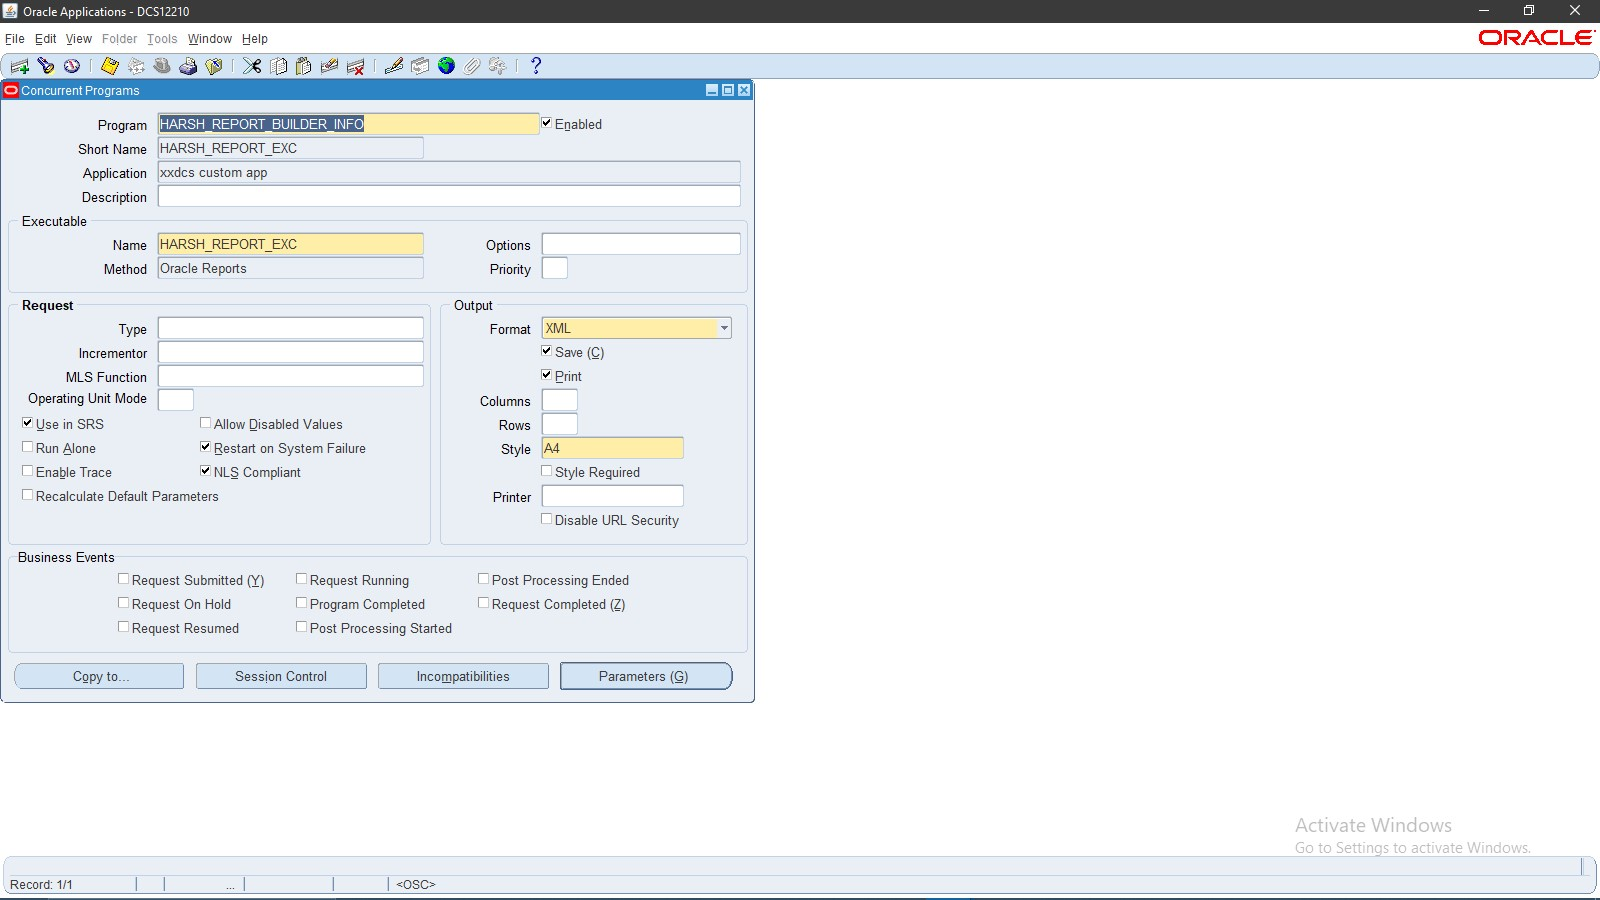 Oracle Applications - DCS12210
File Edit View Folder Tools Window Help
ORACLE
Concurrent Programs
Program HARSH_REPORT_BUILDER_INFO Enabled
Short Name HARSH_REPORT_EXC
Application xxdcs custom app
Description
Executable
Name HARSH_REPORT_EXC Options
Method Oracle Reports Priority
Request Output
Type Format XML
Incrementor Save (C)
MLS Function Print
Operating Unit Mode Columns
Use in SRS Allow Disabled Values Rows
Run Alone Restart on System Failure Style A4
Enable Trace NLS Compliant Style Required
Recalculate Default Parameters Printer
Disable URL Security
Business Events
Request Submitted (Y) Request Running Post Processing Ended
Request On Hold Program Completed Request Completed (Z)
Request Resumed Post Processing Started
Copy to... Session Control Incompatibilities Parameters (G)
Activate Windows
Go to Settings to activate Windows.
Record: 1/1 ... <OSC>